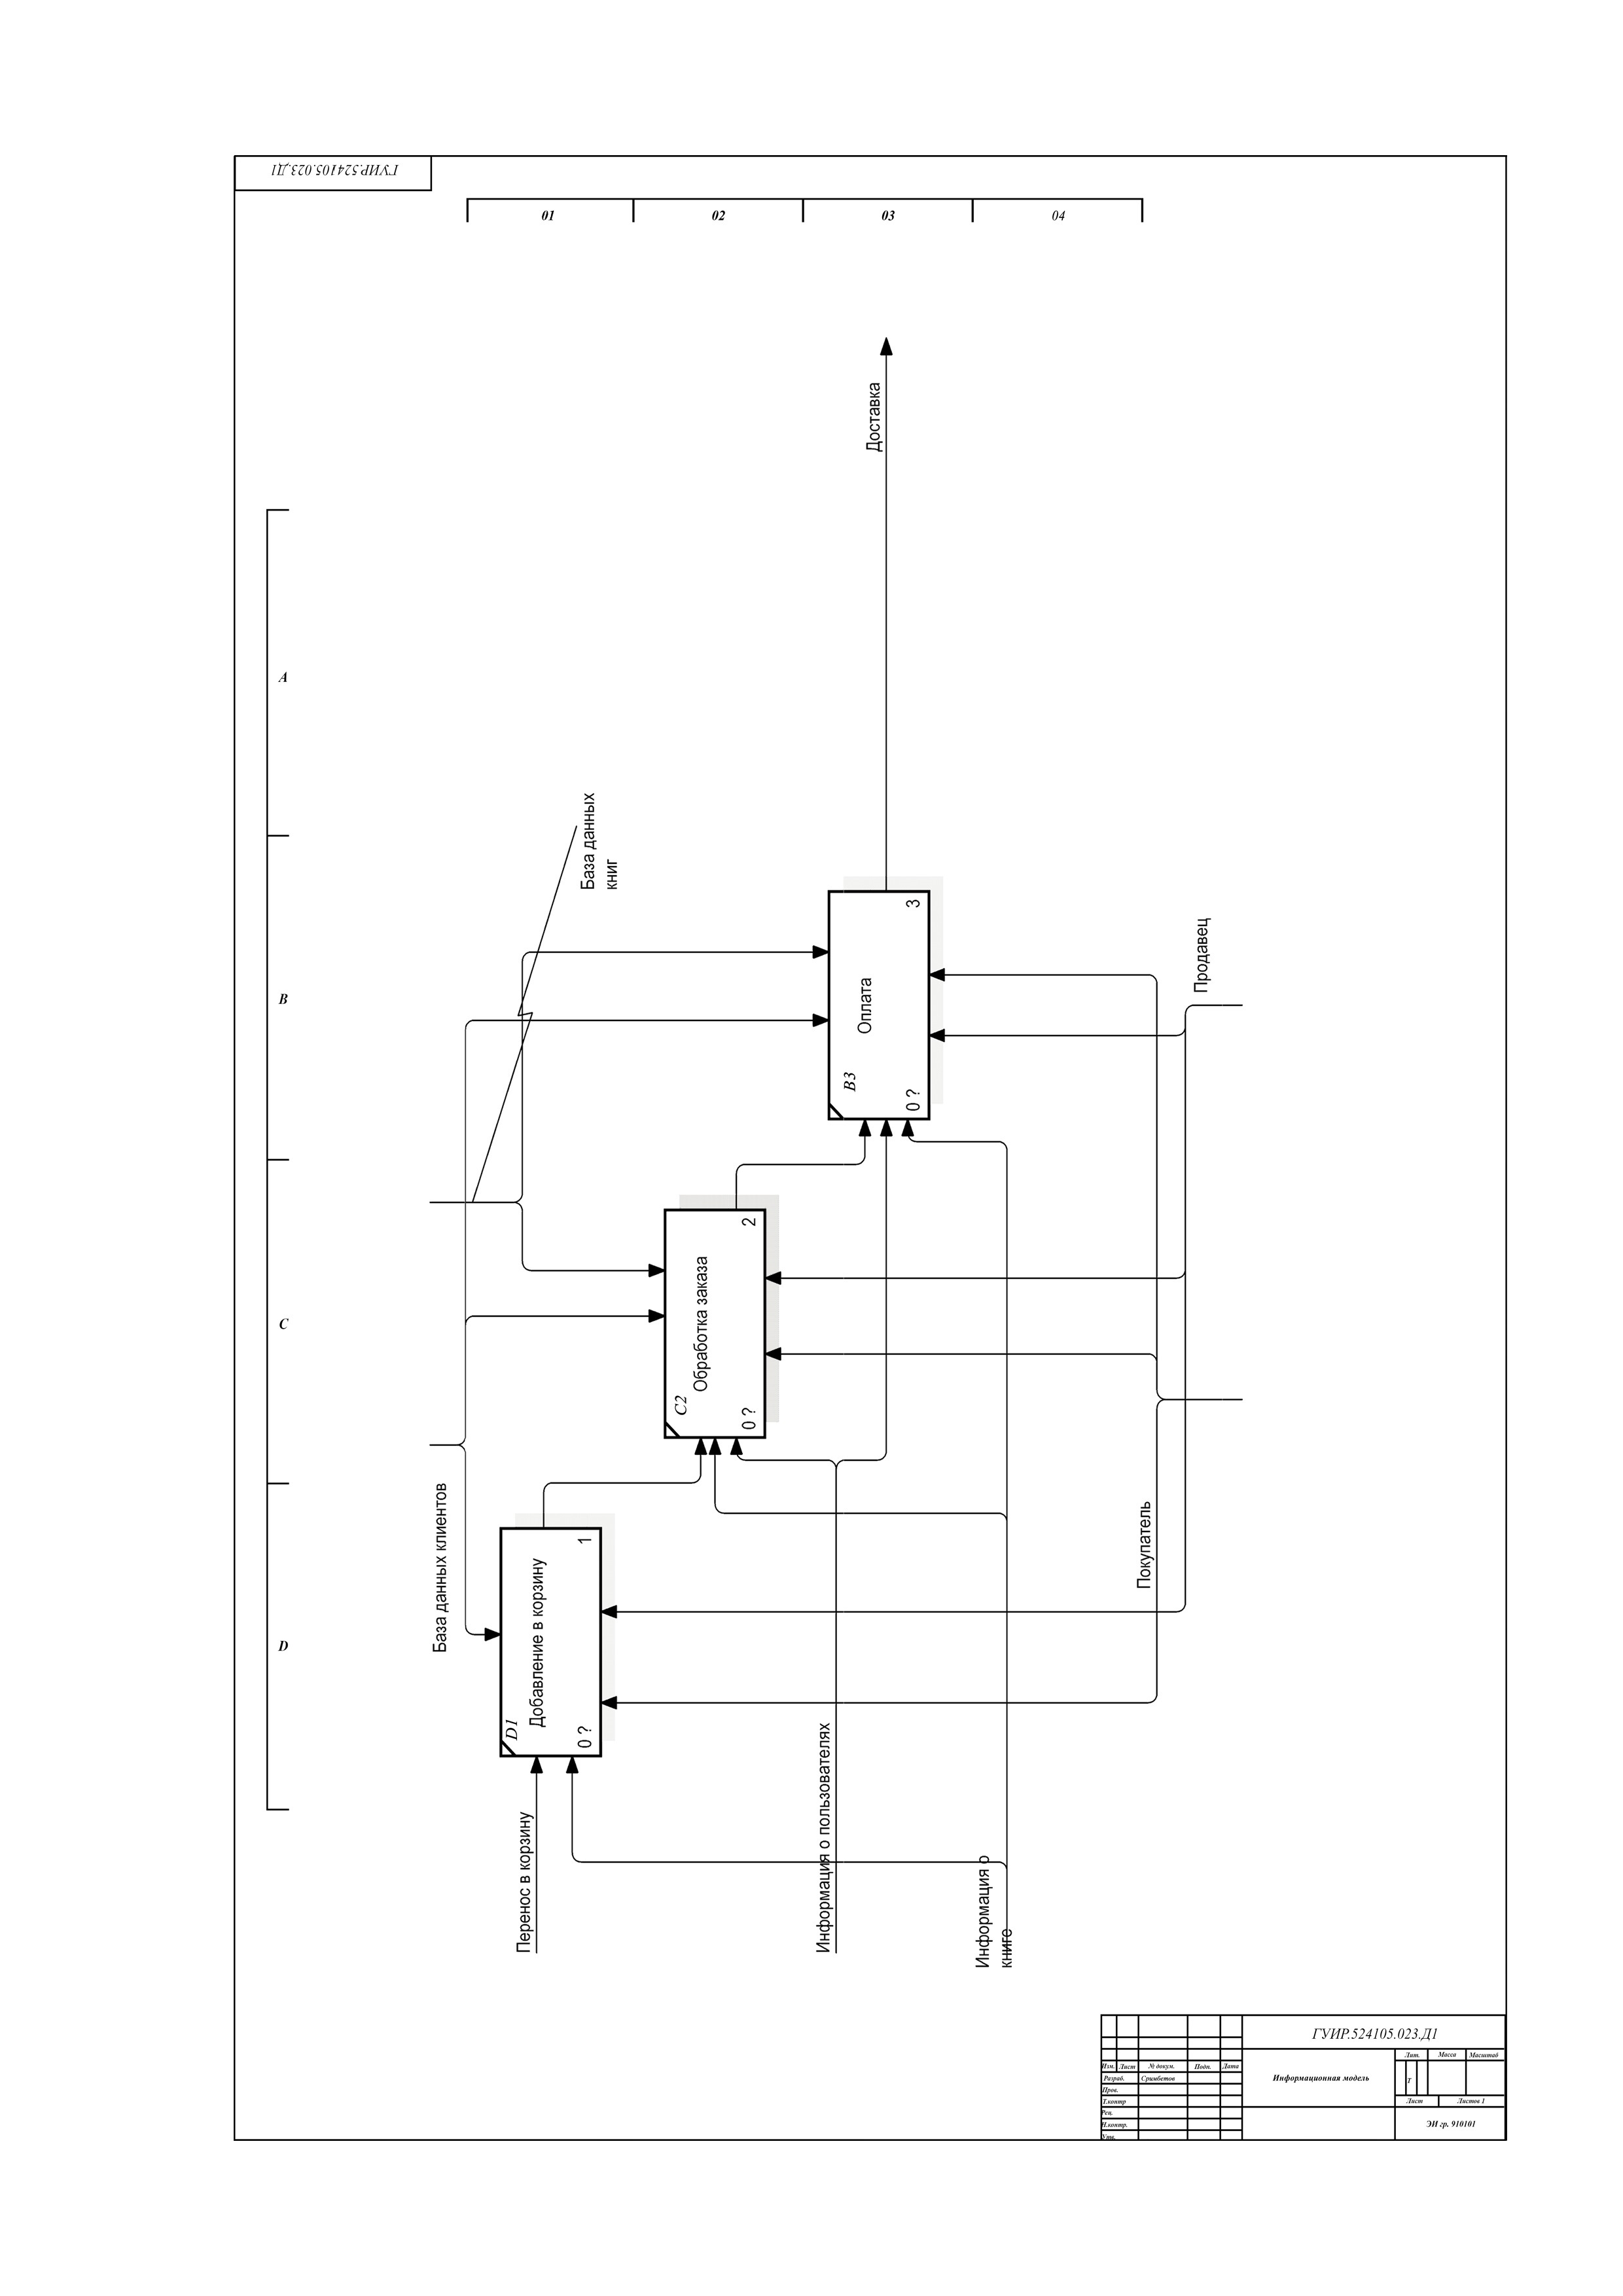 ГУИР.524105.023.Д1
01
02
03
04
A
B
C
D
Доставка
База данных
книг
Продавец
3
Оплата
B3
0 ?
2
Обработка заказа
C2
0 ?
База данных клиентов
1
Добавление в корзину
D1
0 ?
Покупатель
Перенос в корзину
Информация о пользователях
Информация о
книге
ГУИР.524105.023.Д1
Изм. Лист № докум. Подп. Дата
Разраб. Сримбетов
Пров.
Т.контр
Рец.
Н.контр.
Утв.
Информационная модель
Лит. Масса Масштаб
Т
Лист Листов 1
ЭИ гр. 910101